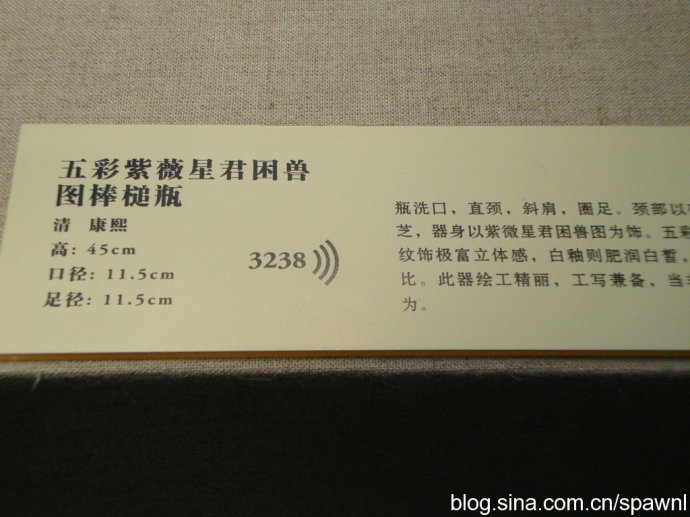 五彩紫薇星君困兽
图棒槌瓶
清 康熙
高: 45cm
口径: 11.5cm
足径: 11.5cm
3238
瓶洗口，直颈，斜肩，圈足。颈部以
芝，器身以紫微星君困兽图为饰。五彩
纹饰极富立体感，白釉则肥润白皙，
比。此器绘工精丽，工写兼备，当
为。
blog.sina.com.cn/spawnl